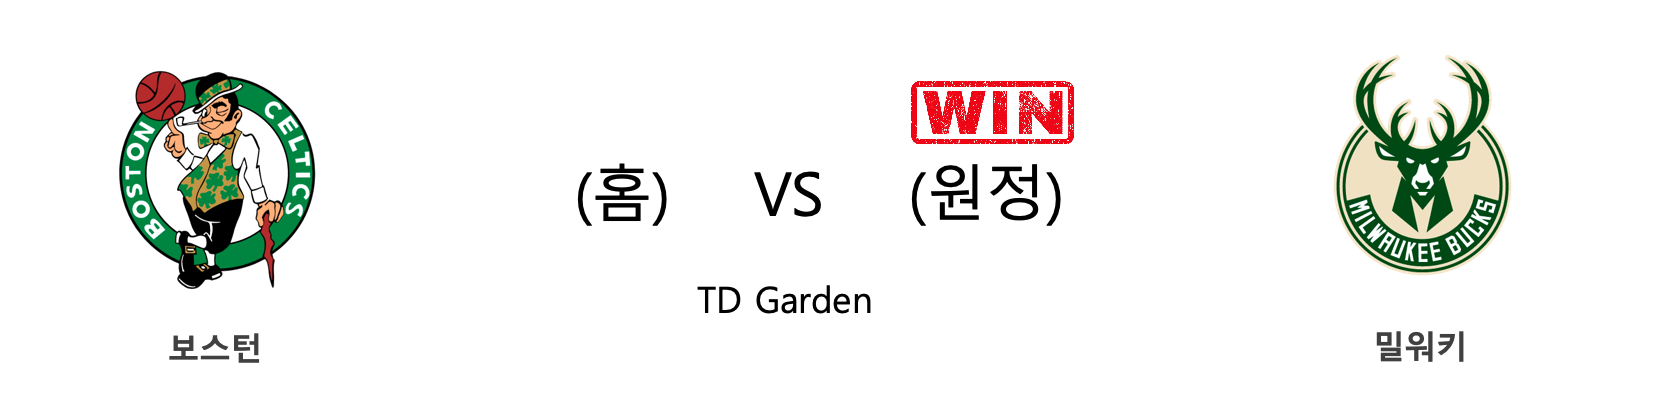 BOSTON CELTICS
WIN
(홈) VS (원정)
MILWAUKEE BUCKS
TD Garden
보스턴
밀워키